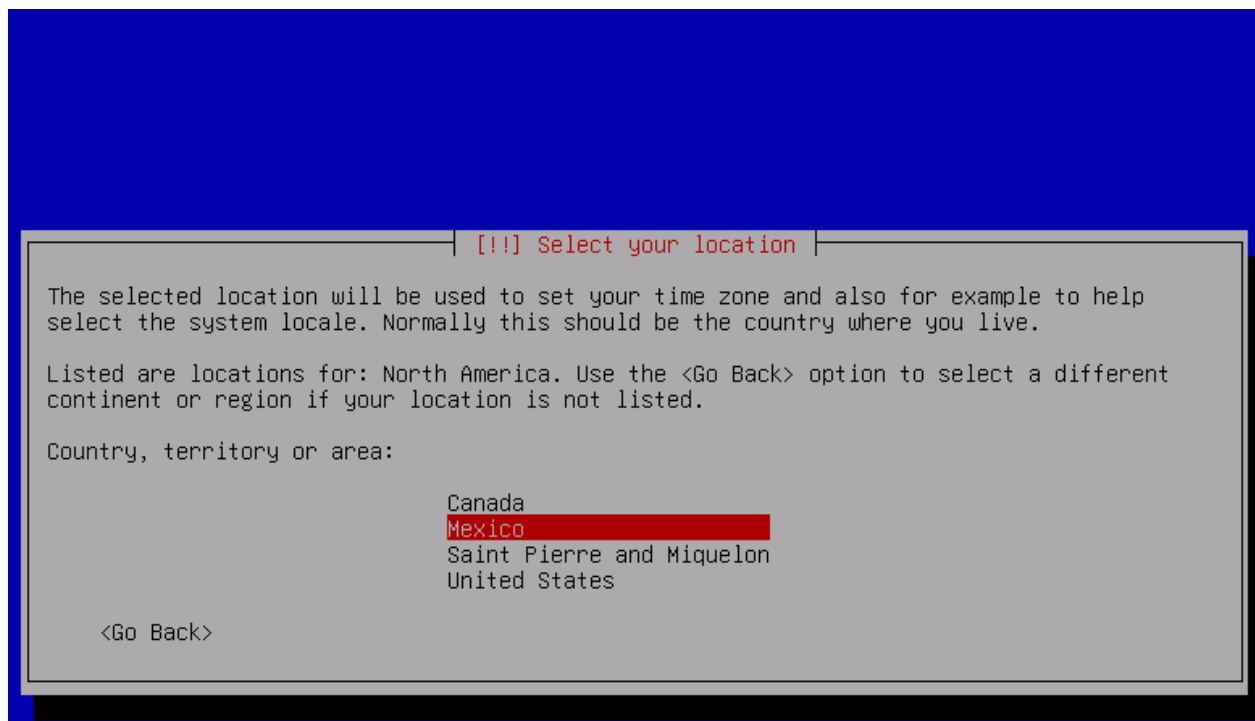 [!!] Select your location
The selected location will be used to set your time zone and also for example to help
select the system locale. Normally this should be the country where you live.
Listed are locations for: North America. Use the <Go Back> option to select a different
continent or region if your location is not listed.
Country, territory or area:
Canada
Mexico
Saint Pierre and Miquelon
United States
<Go Back>